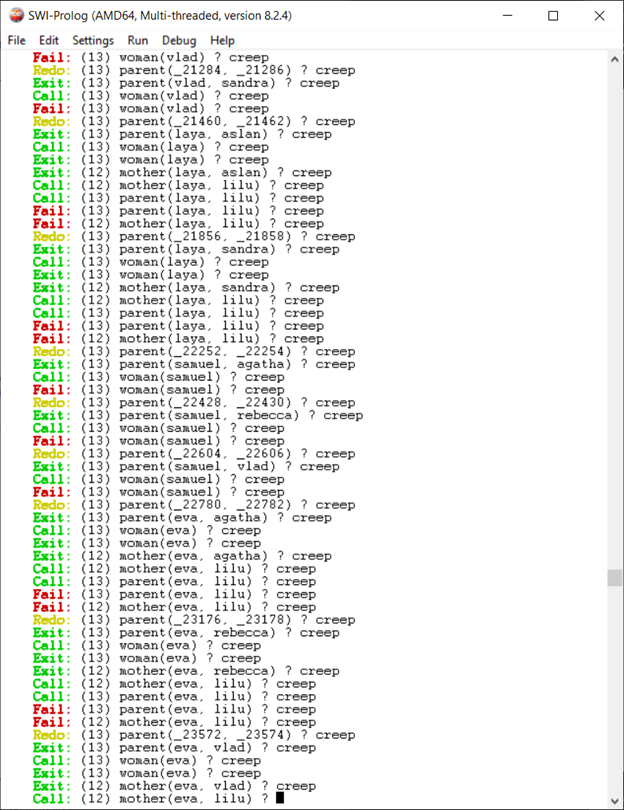 SWI-Prolog (AMD64, Multi-threaded, version 8.2.4)
File Edit Settings Run Debug Help
Fail: (13) woman(vlad) ? creep
Redo: (13) parent(_21284, _21286) ? creep
Exit: (13) parent(vlad, sandra) ? creep
Call: (13) woman(vlad) ? creep
Fail: (13) woman(vlad) ? creep
Redo: (13) parent(_21460, _21462) ? creep
Exit: (13) parent(laya, aslan) ? creep
Call: (13) woman(laya) ? creep
Exit: (13) woman(laya) ? creep
Exit: (12) mother(laya, aslan) ? creep
Call: (12) mother(laya, lilu) ? creep
Call: (13) parent(laya, lilu) ? creep
Fail: (13) parent(laya, lilu) ? creep
Fail: (12) mother(laya, lilu) ? creep
Redo: (13) parent(_21856, _21858) ? creep
Exit: (13) parent(laya, sandra) ? creep
Call: (13) woman(laya) ? creep
Exit: (13) woman(laya) ? creep
Exit: (12) mother(laya, sandra) ? creep
Call: (12) mother(laya, lilu) ? creep
Call: (13) parent(laya, lilu) ? creep
Fail: (13) parent(laya, lilu) ? creep
Fail: (12) mother(laya, lilu) ? creep
Redo: (13) parent(_22252, _22254) ? creep
Exit: (13) parent(samuel, agatha) ? creep
Call: (13) woman(samuel) ? creep
Fail: (13) woman(samuel) ? creep
Redo: (13) parent(_22428, _22430) ? creep
Exit: (13) parent(samuel, rebecca) ? creep
Call: (13) woman(samuel) ? creep
Fail: (13) woman(samuel) ? creep
Redo: (13) parent(_22604, _22606) ? creep
Exit: (13) parent(samuel, vlad) ? creep
Call: (13) woman(samuel) ? creep
Fail: (13) woman(samuel) ? creep
Redo: (13) parent(_22780, _22782) ? creep
Exit: (13) parent(eva, agatha) ? creep
Call: (13) woman(eva) ? creep
Exit: (13) woman(eva) ? creep
Exit: (12) mother(eva, agatha) ? creep
Call: (12) mother(eva, lilu) ? creep
Call: (13) parent(eva, lilu) ? creep
Fail: (13) parent(eva, lilu) ? creep
Fail: (12) mother(eva, lilu) ? creep
Redo: (13) parent(_23176, _23178) ? creep
Exit: (13) parent(eva, rebecca) ? creep
Call: (13) woman(eva) ? creep
Exit: (13) woman(eva) ? creep
Exit: (12) mother(eva, rebecca) ? creep
Call: (12) mother(eva, lilu) ? creep
Call: (13) parent(eva, lilu) ? creep
Fail: (13) parent(eva, lilu) ? creep
Fail: (12) mother(eva, lilu) ? creep
Redo: (13) parent(_23572, _23574) ? creep
Exit: (13) parent(eva, vlad) ? creep
Call: (13) woman(eva) ? creep
Exit: (13) woman(eva) ? creep
Exit: (12) mother(eva, vlad) ? creep
Call: (12) mother(eva, lilu) ?